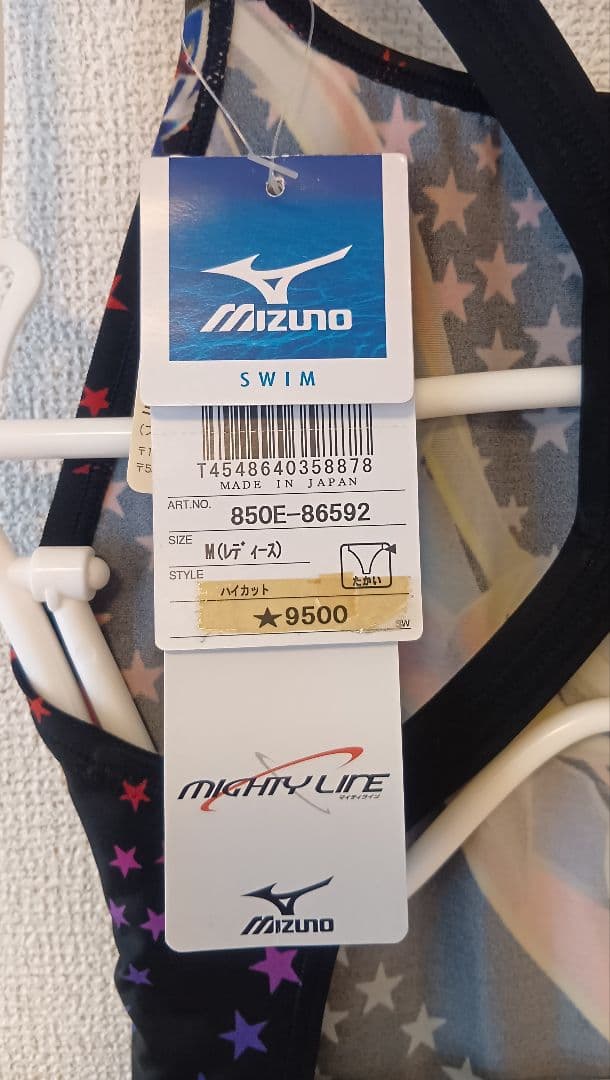 MIZUNO
SWIM
T4548640358878
MADE IN JAPAN
ART.NO.
850E-86592
SIZE
M(ﾚﾃﾞｨｰｽ)
STYLE
たかい
ハイカット
★9500
SW
MIGHTY LINE
マイティライン
MIZUNO